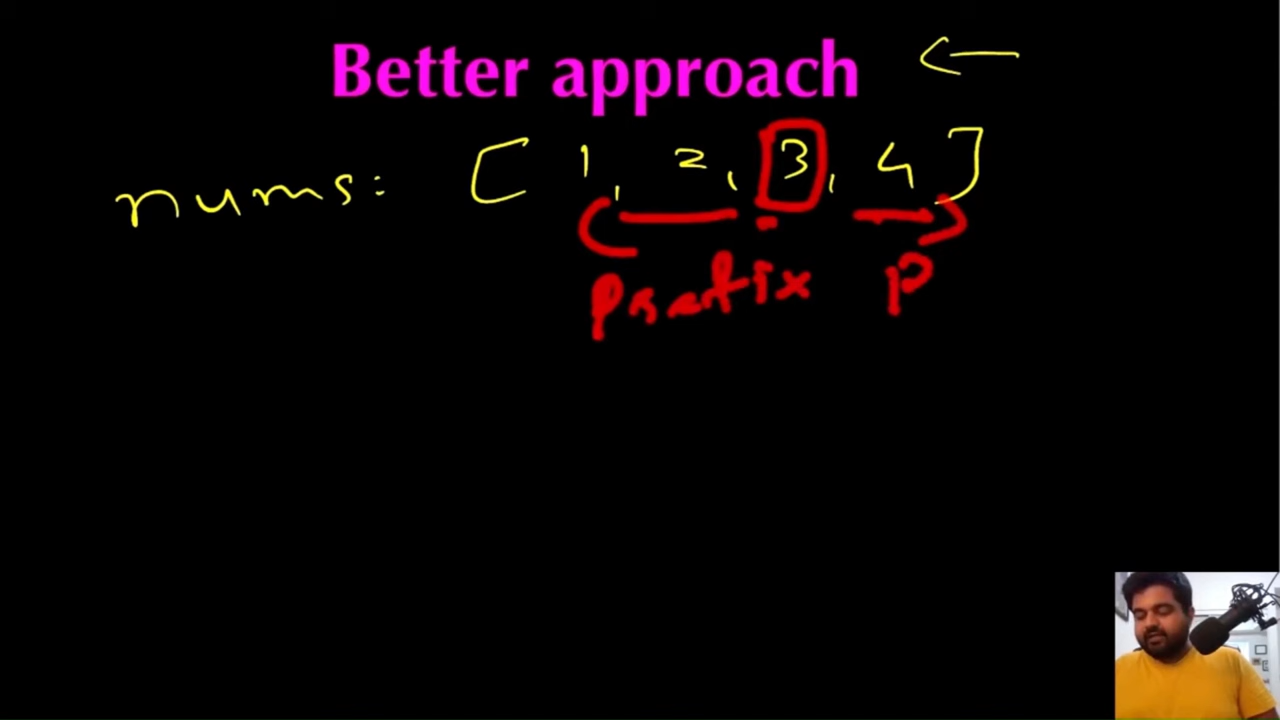 Better approach ←
nums: [ 1, 2, 3, 4 ]
prefix p